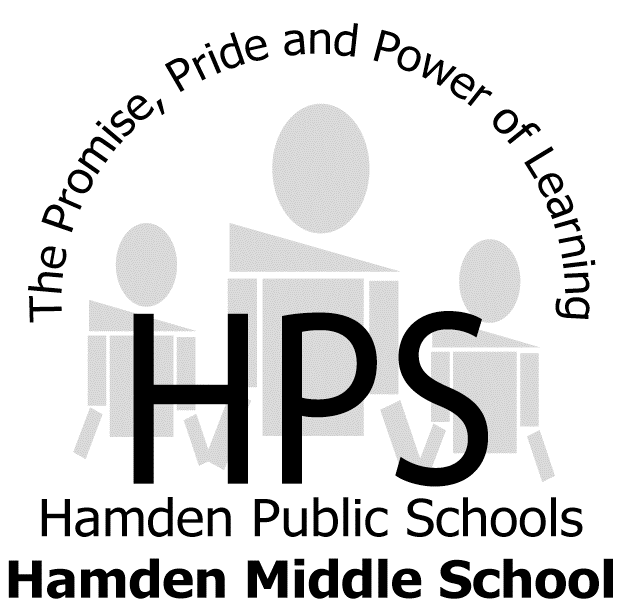 The Promise, Pride and Power of Learning
HPS
Hamden Public Schools
Hamden Middle School